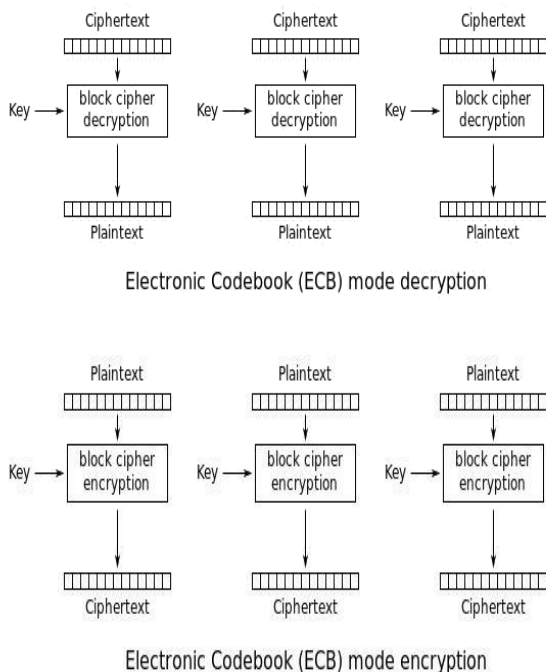 Ciphertext Ciphertext Ciphertext
Key block cipher decryption Key block cipher decryption Key block cipher decryption
Plaintext Plaintext Plaintext
Electronic Codebook (ECB) mode decryption
Plaintext Plaintext Plaintext
Key block cipher encryption Key block cipher encryption Key block cipher encryption
Ciphertext Ciphertext Ciphertext
Electronic Codebook (ECB) mode encryption